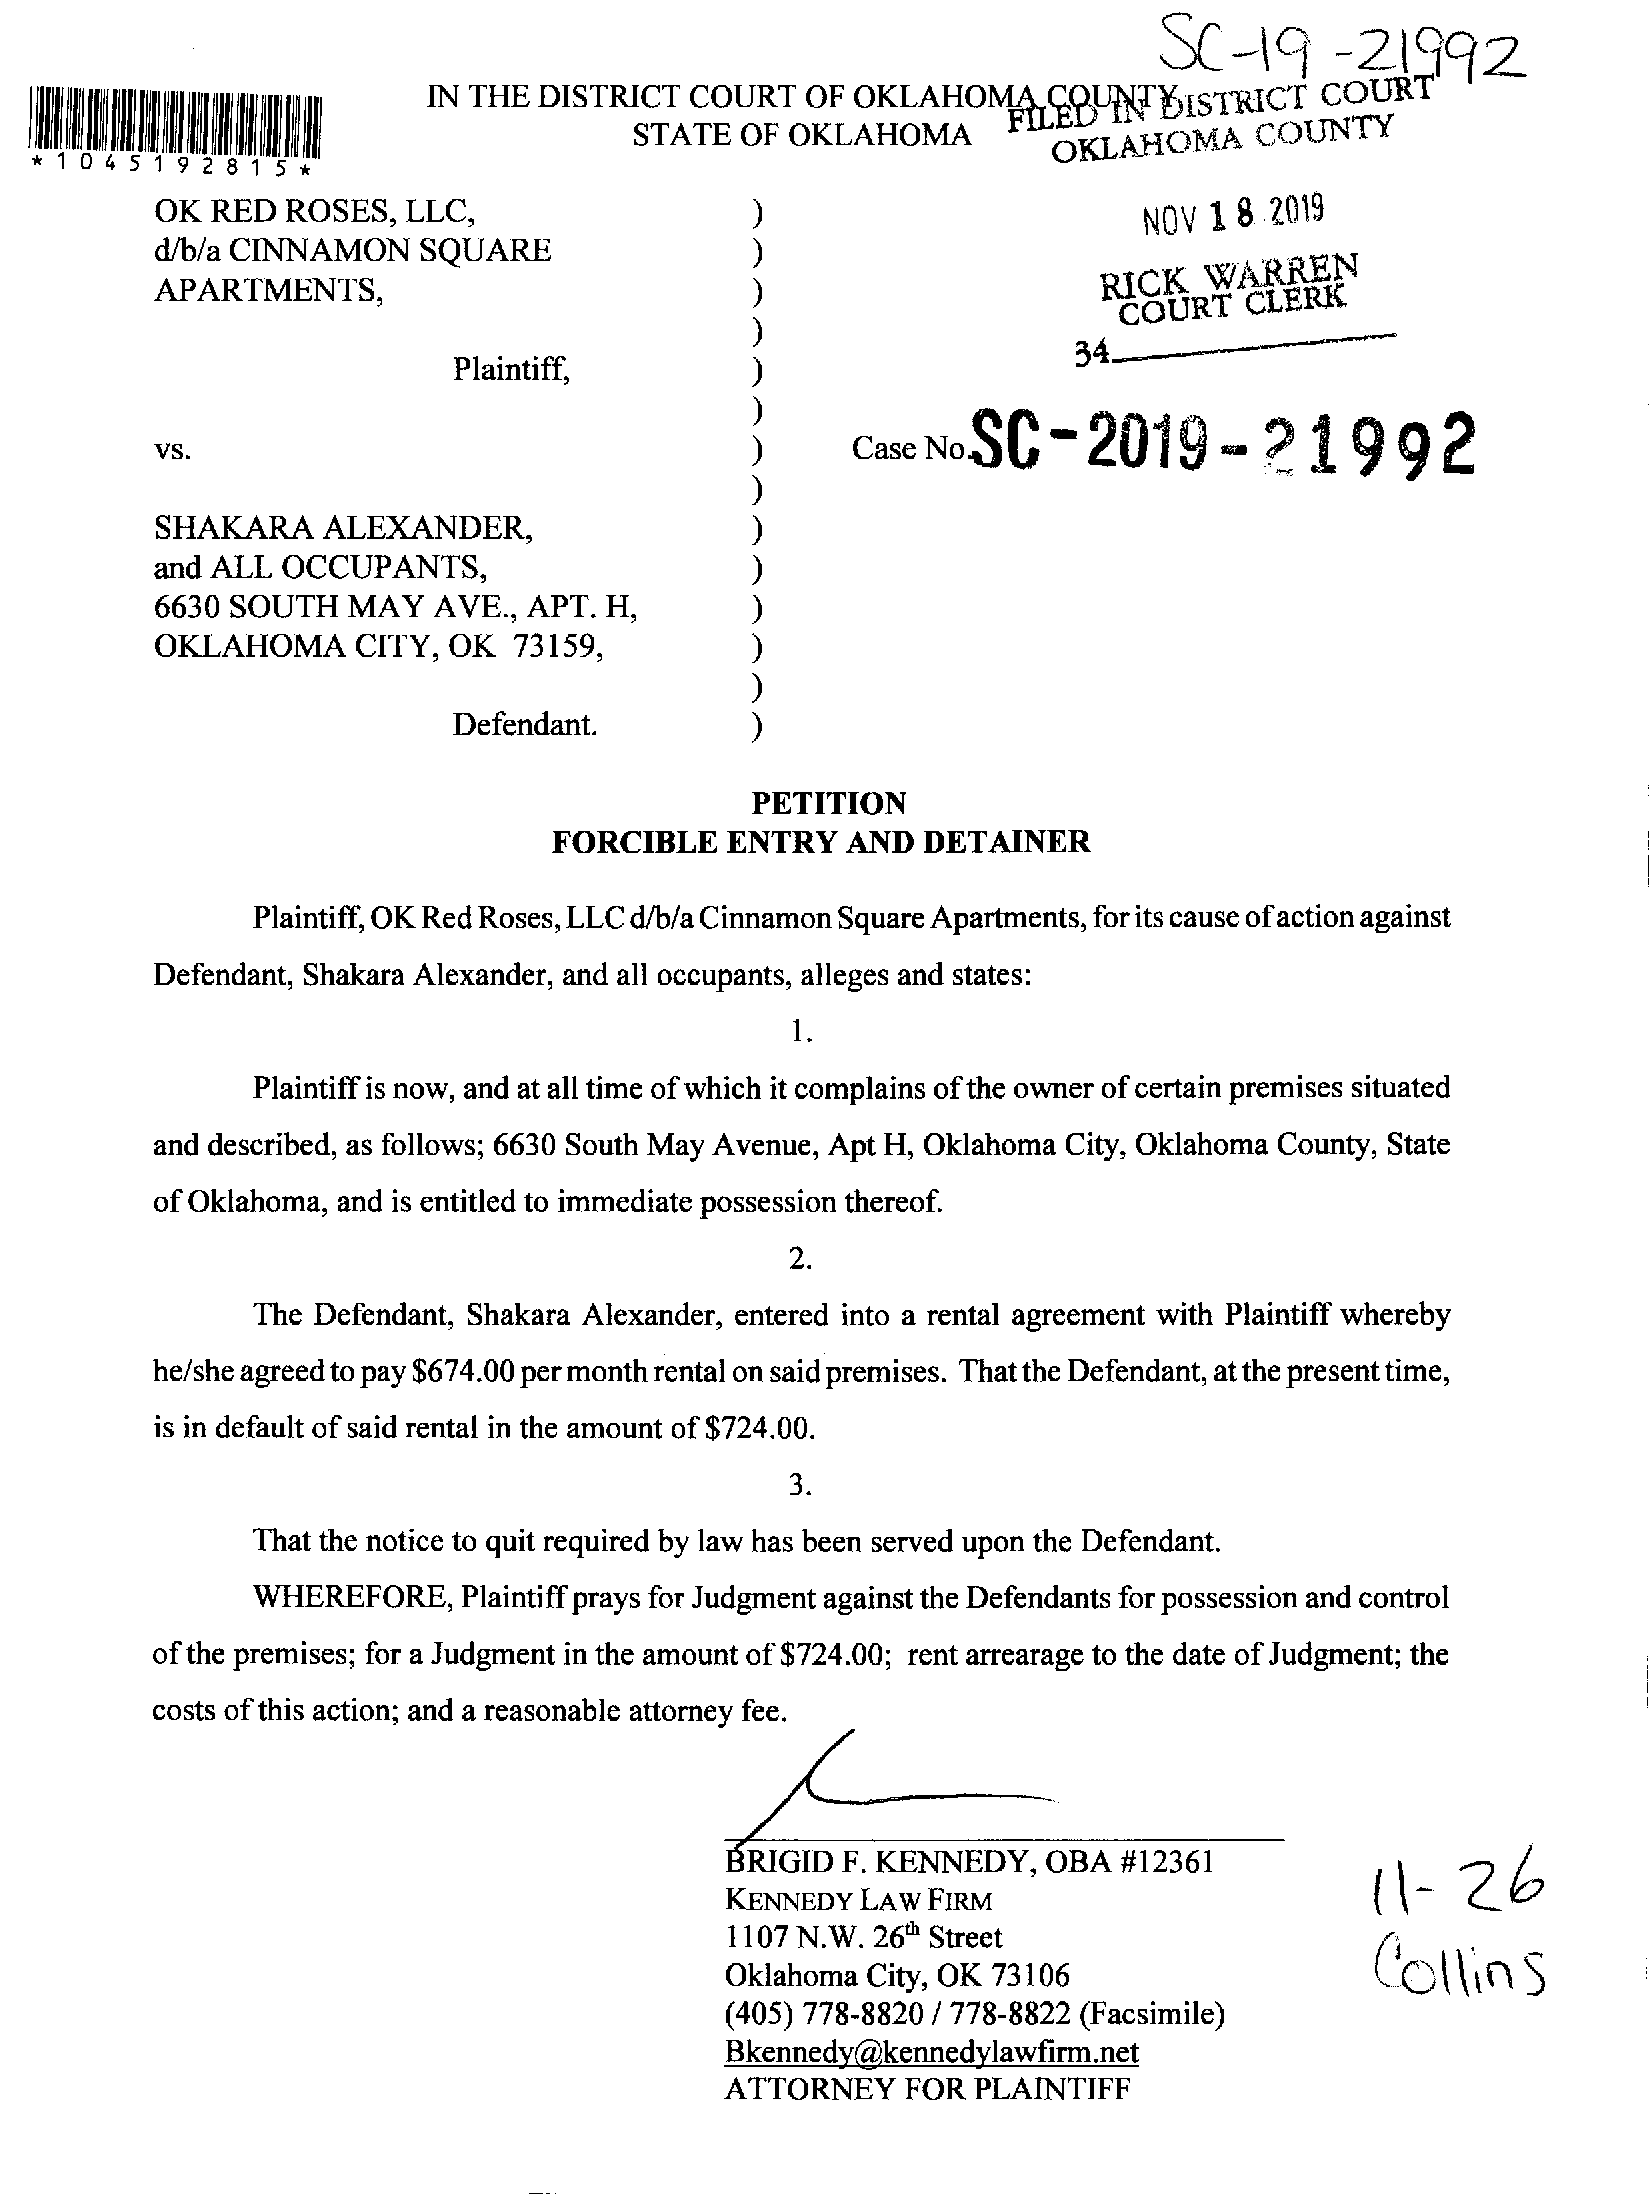 SC-19-21992
IN THE DISTRICT COURT OF OKLAHOMA COUNTY
STATE OF OKLAHOMA
FILED IN DISTRICT COURT
OKLAHOMA COUNTY
*1045192815*
NOV 18 2019
RICK WARREN
COURT CLERK
34
OK RED ROSES, LLC, )
d/b/a CINNAMON SQUARE )
APARTMENTS, )
)
Plaintiff, )
)
vs. ) Case No. SC-2019-21992
)
SHAKARA ALEXANDER, )
and ALL OCCUPANTS, )
6630 SOUTH MAY AVE., APT. H, )
OKLAHOMA CITY, OK 73159, )
)
Defendant. )
PETITION
FORCIBLE ENTRY AND DETAINER
Plaintiff, OK Red Roses, LLC d/b/a Cinnamon Square Apartments, for its cause of action against
Defendant, Shakara Alexander, and all occupants, alleges and states:
1.
Plaintiff is now, and at all time of which it complains of the owner of certain premises situated
and described, as follows; 6630 South May Avenue, Apt H, Oklahoma City, Oklahoma County, State
of Oklahoma, and is entitled to immediate possession thereof.
2.
The Defendant, Shakara Alexander, entered into a rental agreement with Plaintiff whereby
he/she agreed to pay $674.00 per month rental on said premises. That the Defendant, at the present time,
is in default of said rental in the amount of $724.00.
3.
That the notice to quit required by law has been served upon the Defendant.
WHEREFORE, Plaintiff prays for Judgment against the Defendants for possession and control
of the premises; for a Judgment in the amount of $724.00; rent arrearage to the date of Judgment; the
costs of this action; and a reasonable attorney fee.
BRIGID F. KENNEDY, OBA #12361
KENNEDY LAW FIRM
1107 N.W. 26th Street
Oklahoma City, OK 73106
(405) 778-8820 / 778-8822 (Facsimile)
Bkennedy@kennedylawfirm.net
ATTORNEY FOR PLAINTIFF
11-26
Collins